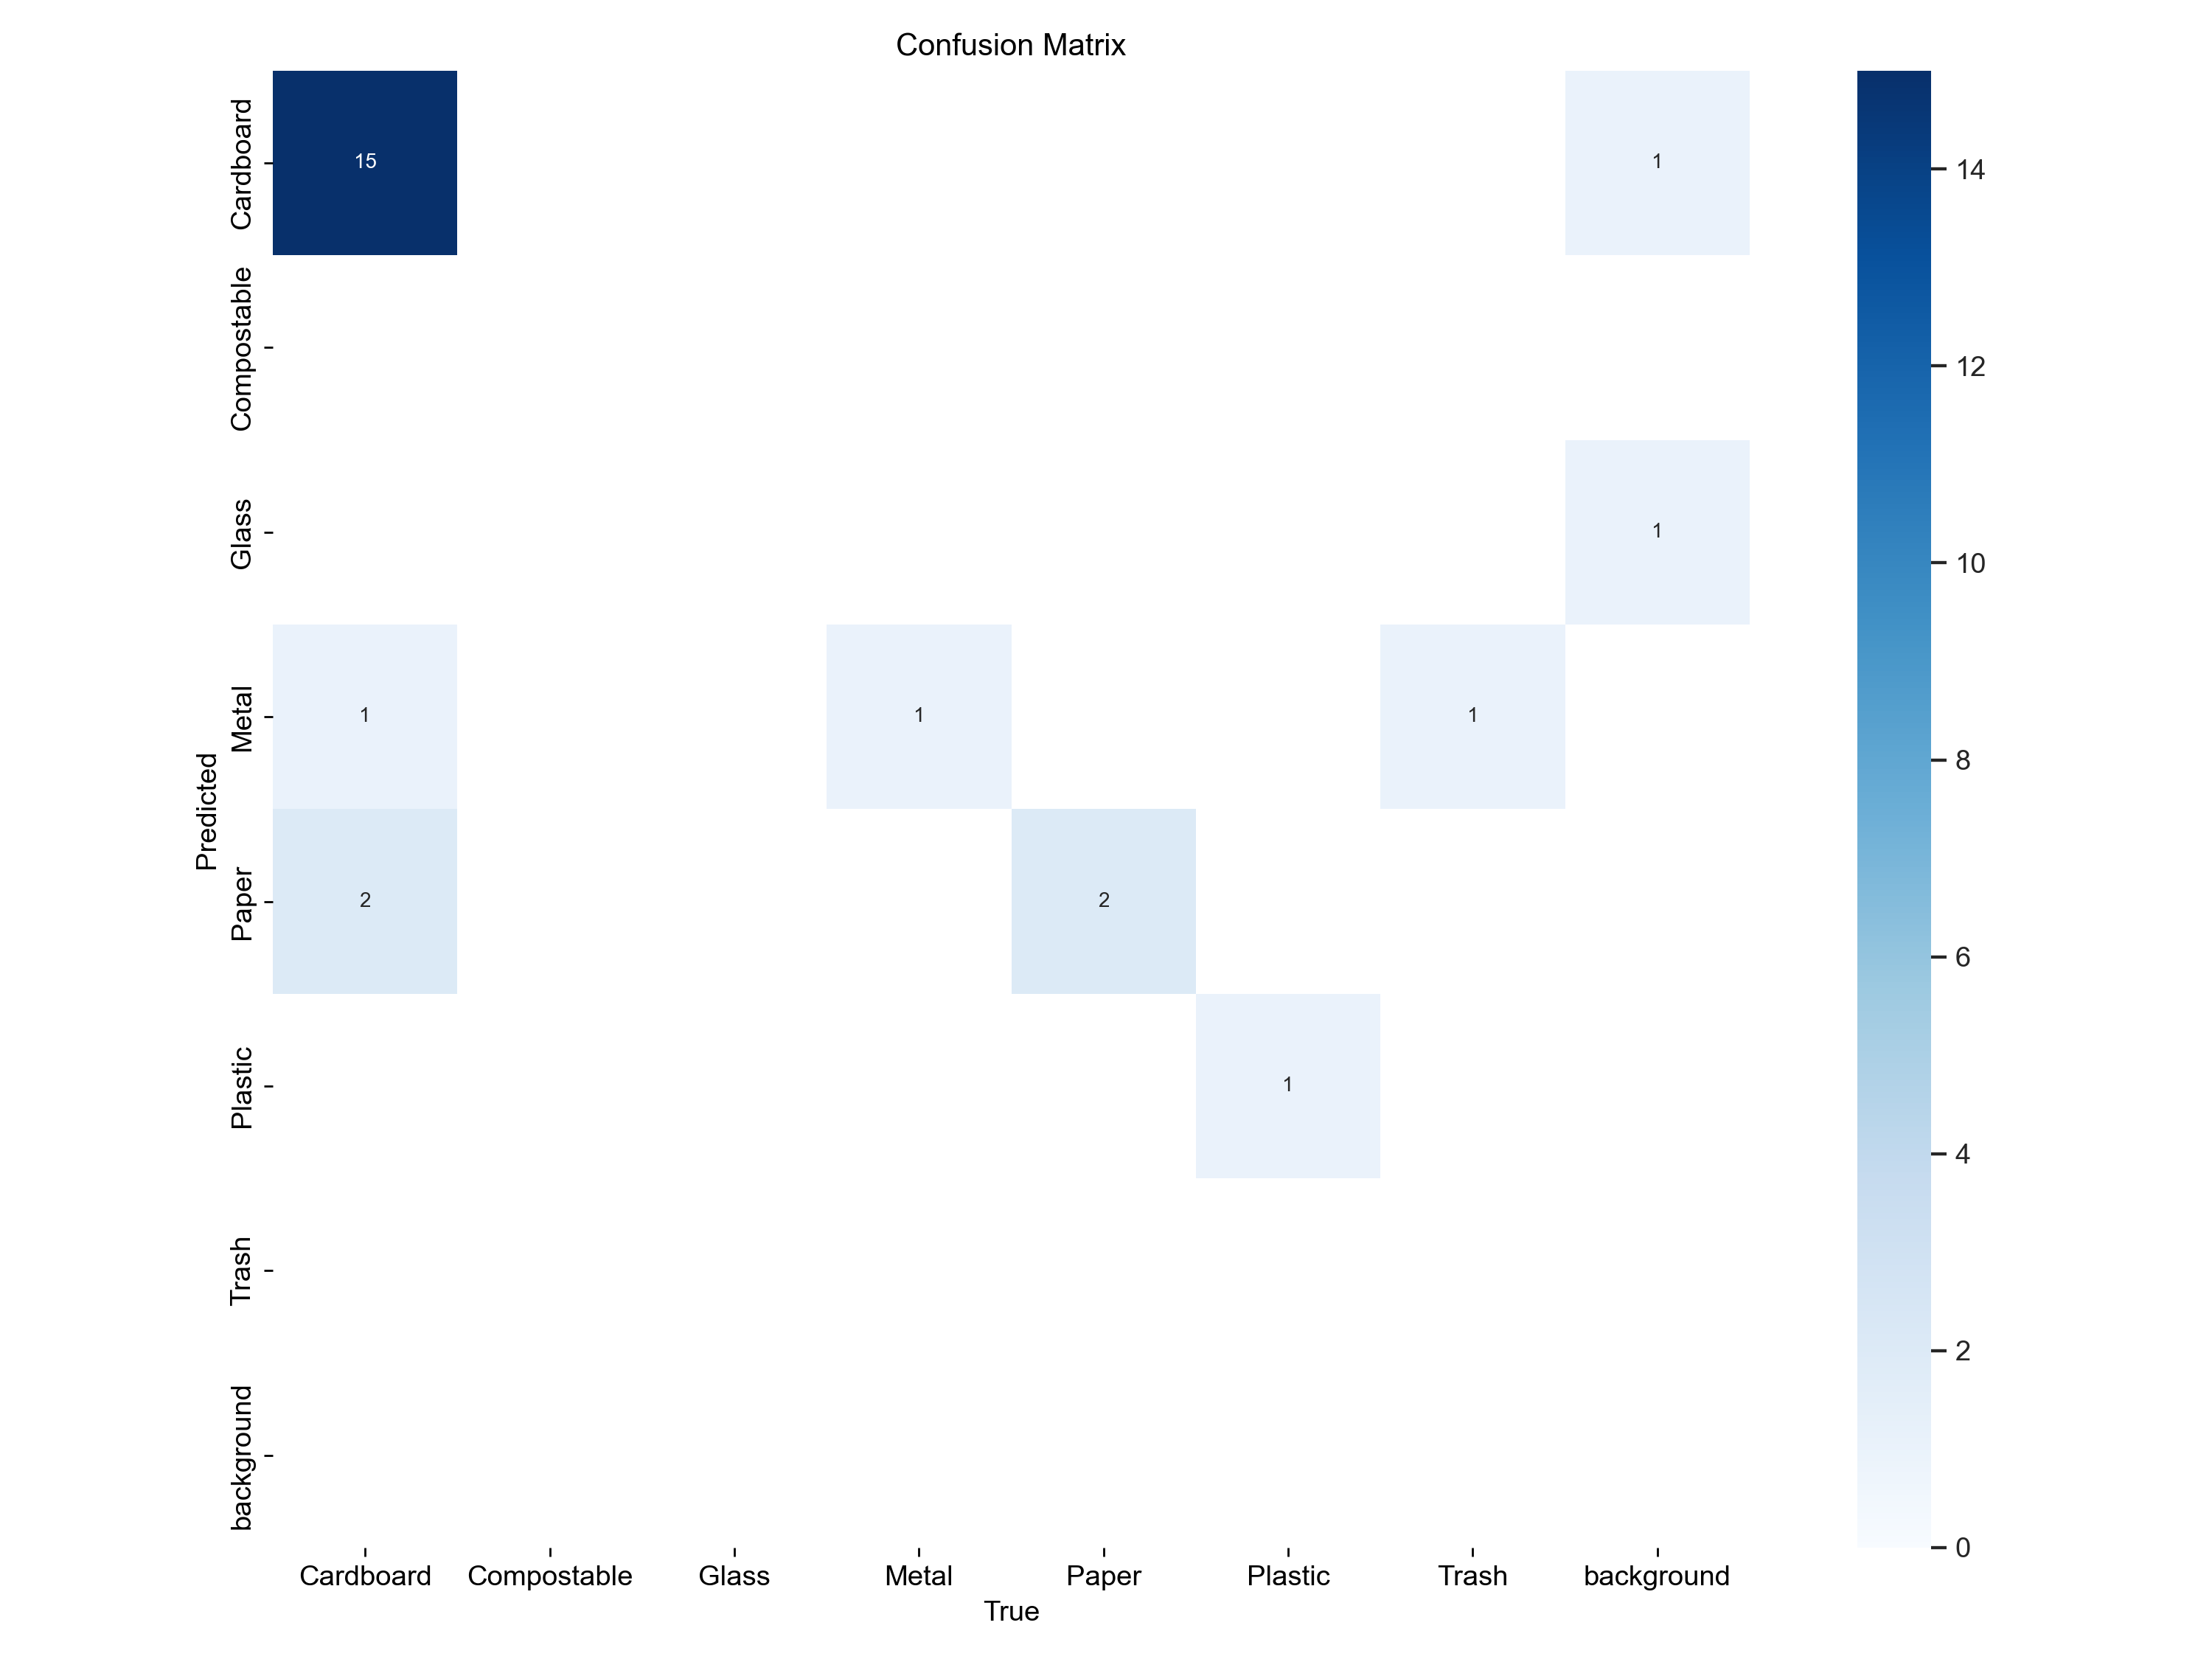 Confusion Matrix
Cardboard
15
1
14
Compostable
12
Glass
1
10
Metal
1
1
1
8
Predicted
Paper
2
2
6
Plastic
1
4
Trash
2
background
0
Cardboard Compostable Glass Metal Paper Plastic Trash background
True